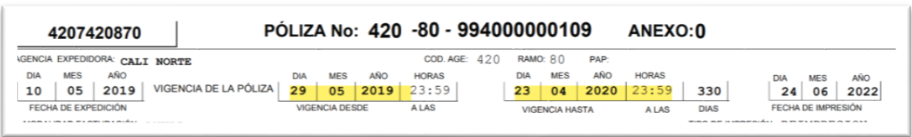 4207420870 PÓLIZA No: 420 -80 - 994000000109 ANEXO:0
AGENCIA EXPEDIDORA: CALI NORTE COD. AGE: 420 RAMO: 80 PAP:
DIA MES AÑO DIA MES AÑO HORAS DIA MES AÑO HORAS DIA MES AÑO
10 05 2019 VIGENCIA DE LA PÓLIZA 29 05 2019 23:59 23 04 2020 23:59 330 24 06 2022
FECHA DE EXPEDICIÓN VIGENCIA DESDE A LAS VIGENCIA HASTA A LAS DIAS FECHA DE IMPRESIÓN